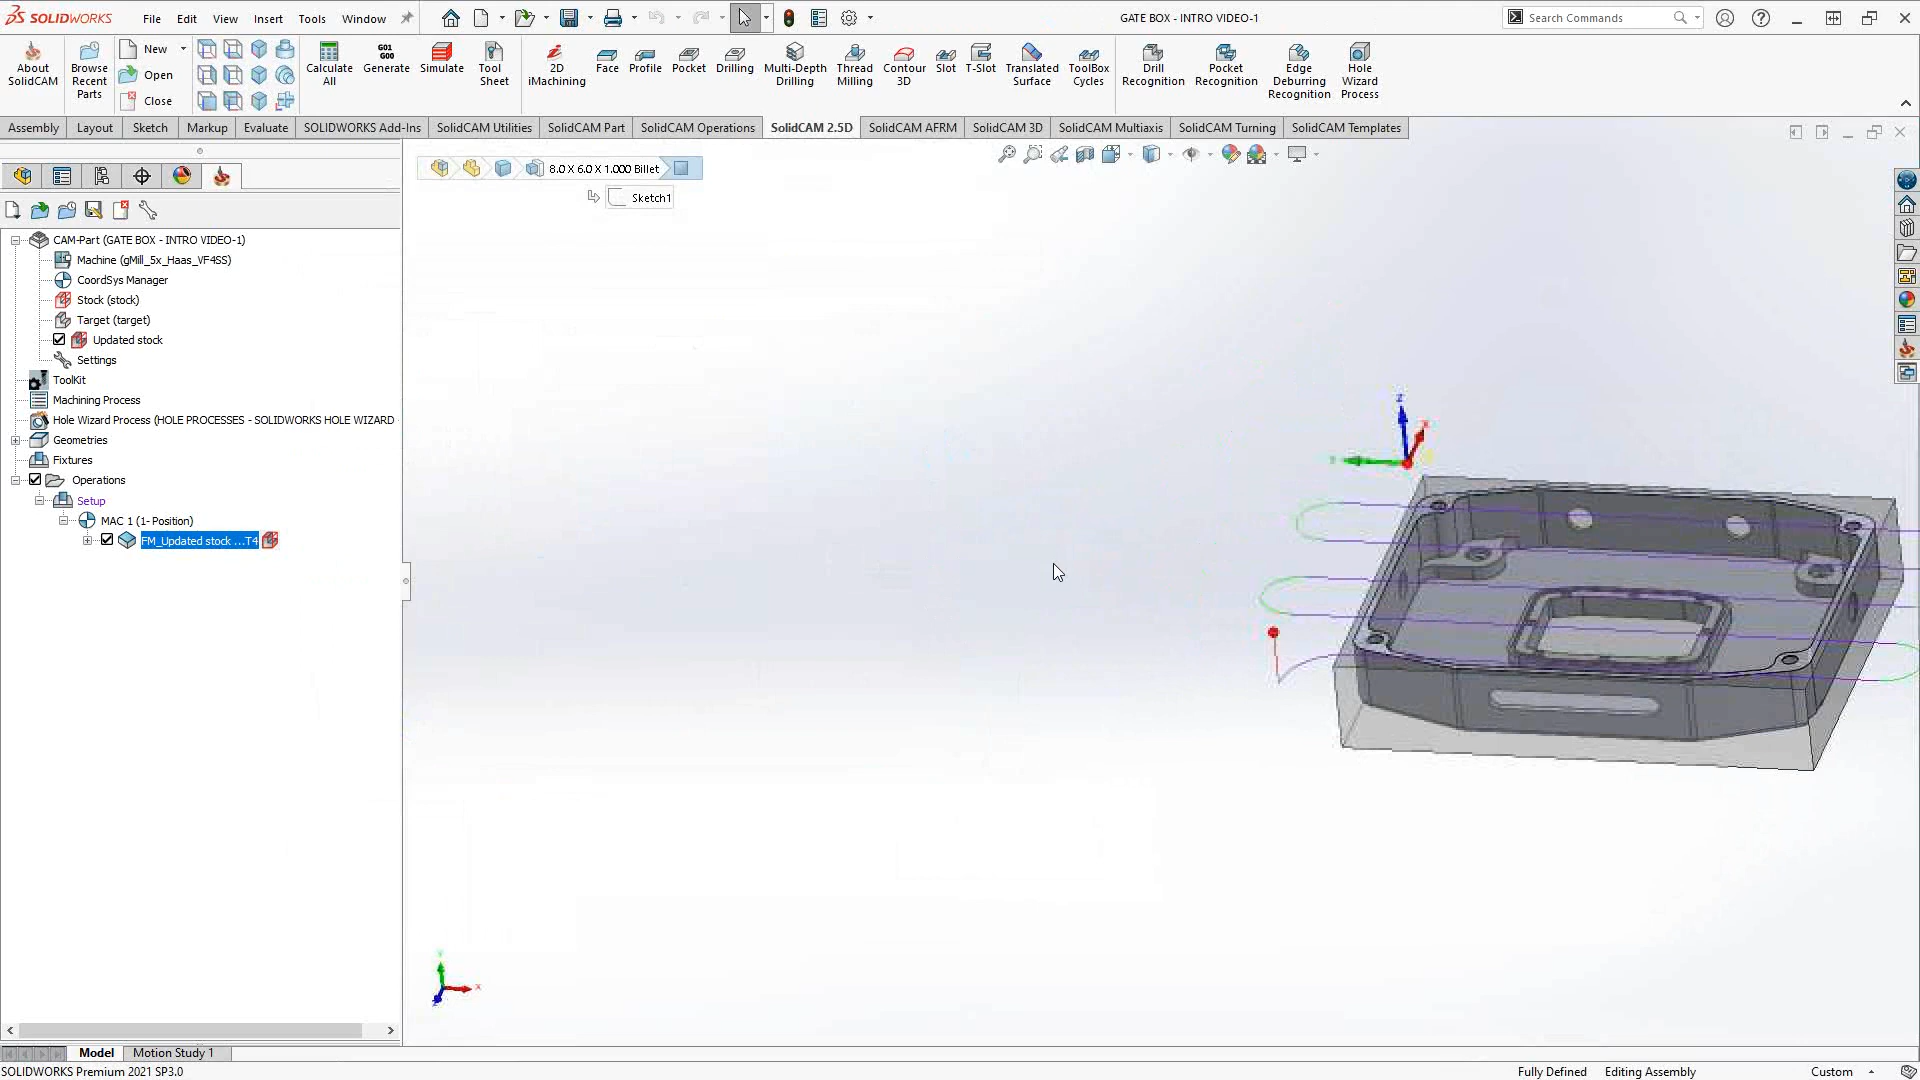 SOLIDWORKS File Edit View Insert Tools Window GATE BOX - INTRO VIDEO-1 Search Commands
About SolidCAM
Browse Recent Parts
New
Open
Close
Calculate All
G01 G00
Generate
Simulate
Tool Sheet
2D iMachining
Face
Profile
Pocket
Drilling
Multi-Depth Drilling
Thread Milling
Contour 3D
Slot
T-Slot
Translated Surface
ToolBox Cycles
Drill Recognition
Pocket Recognition
Edge Deburing Recognition
Hole Wizard Process
Assembly Layout Sketch Markup Evaluate SOLIDWORKS Add-Ins SolidCAM Utilities SolidCAM Part SolidCAM Operations SolidCAM 2.5D SolidCAM AFRM SolidCAM 3D SolidCAM Multiaxis SolidCAM Turning SolidCAM Templates
8.0 X 6.0 X 1.000 Billet
Sketch1
CAM-Part (GATE BOX - INTRO VIDEO-1)
Machine (gMill_5x_Haas_VF4SS)
CoordSys Manager
Stock (stock)
Target (target)
Updated stock
Settings
ToolKit
Machining Process
Hole Wizard Process (HOLE PROCESSES - SOLIDWORKS HOLE WIZARD
Geometries
Fixtures
Operations
Setup
MAC 1 (1- Position)
FM_Updated stock ...T4
Z
X
Y
Y
X
Z
Model Motion Study 1
SOLIDWORKS Premium 2021 SP3.0 Fully Defined Editing Assembly Custom